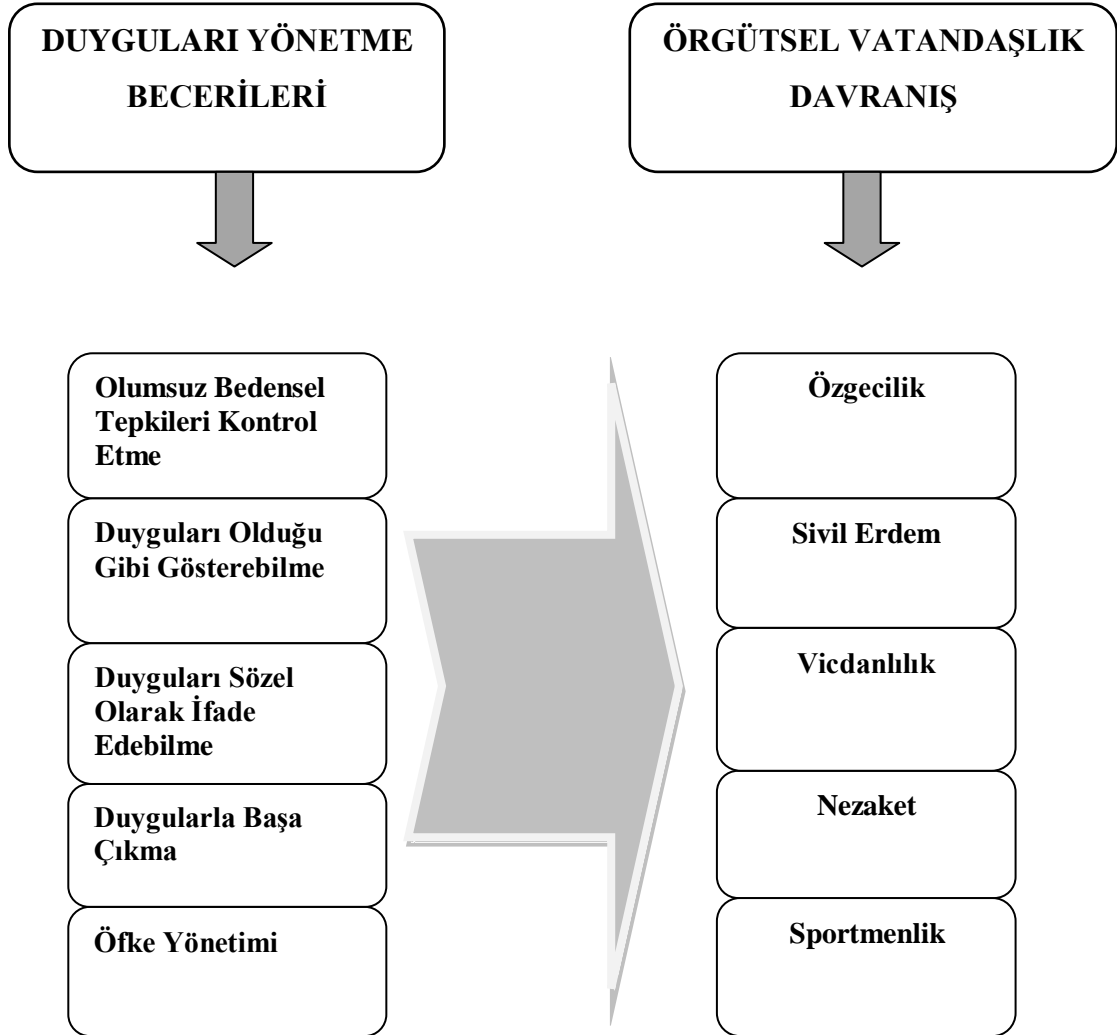 DUYGULARI YÖNETME
BECERİLERİ
ÖRGÜTSEL VATANDAŞLIK
DAVRANIŞ
Olumsuz Bedensel
Tepkileri Kontrol
Etme
Duyguları Olduğu
Gibi Gösterebilme
Duyguları Sözel
Olarak İfade
Edebilme
Duygularla Başa
Çıkma
Öfke Yönetimi
Özgecilik
Sivil Erdem
Vicdanlılık
Nezaket
Sportmenlik